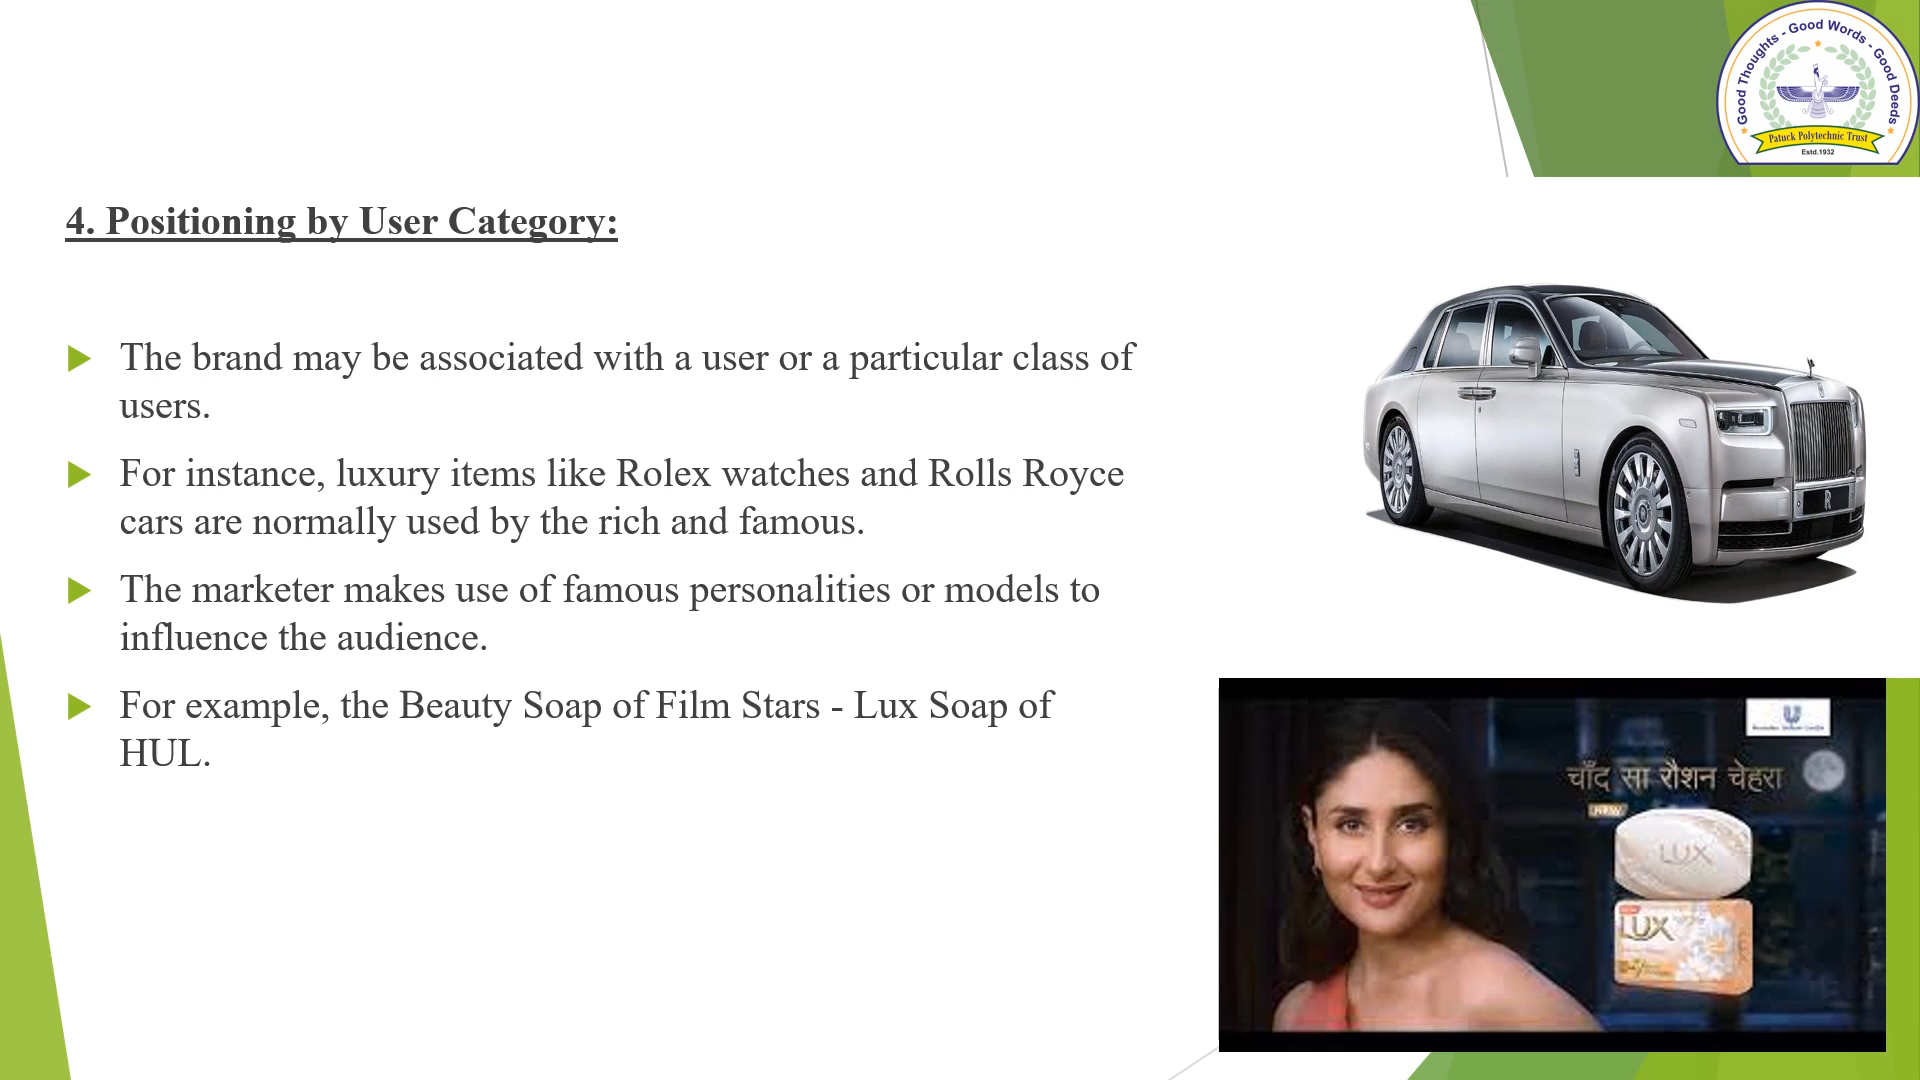 Good Thoughts - Good Words - Good Deeds
Patuck Polytechnic Trust
Estd.1932
4. Positioning by User Category:
The brand may be associated with a user or a particular class of
users.
For instance, luxury items like Rolex watches and Rolls Royce
cars are normally used by the rich and famous.
The marketer makes use of famous personalities or models to
influence the audience.
For example, the Beauty Soap of Film Stars - Lux Soap of
HUL.
चाँद सा रौशन चेहरा
NEW
LUX
LUX